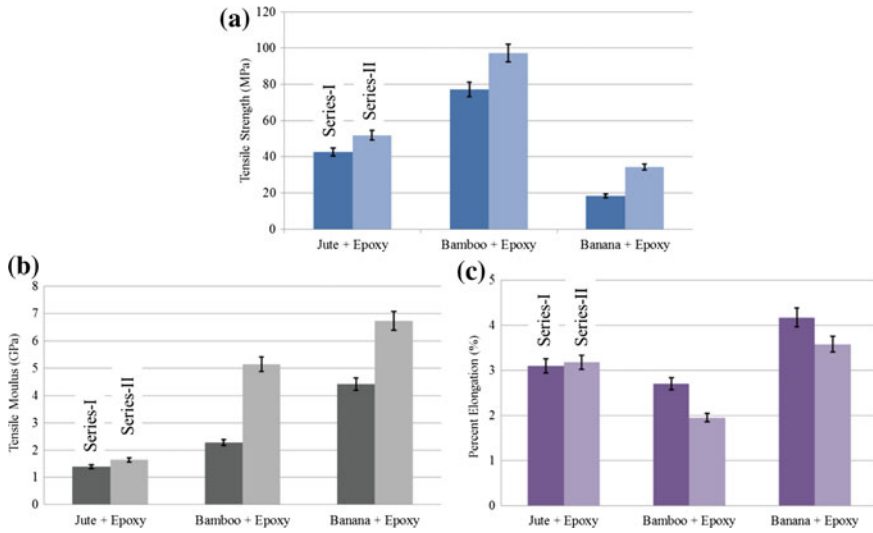 (a)
Tensile Strength (MPa)
120
100
80
60
40
20
0
Series-I
Series-II
Jute + Epoxy
Bamboo + Epoxy
Banana + Epoxy
(b)
Tensile Moulus (GPa)
8
7
6
5
4
3
2
1
0
Series-I
Series-II
Jute + Epoxy
Bamboo + Epoxy
Banana + Epoxy
(c)
Percent Elongation (%)
5
4
3
2
1
0
Series-I
Series-II
Jute + Epoxy
Bamboo + Epoxy
Banana + Epoxy